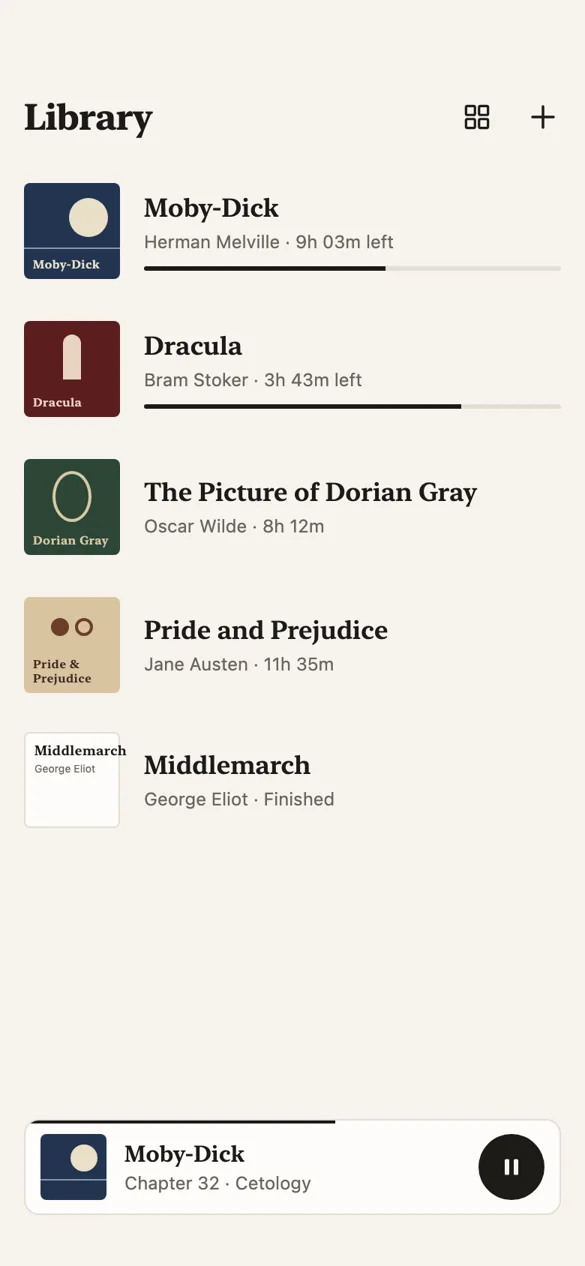 Library
Moby-Dick
Moby-Dick
Herman Melville · 9h 03m left
Dracula
Dracula
Bram Stoker · 3h 43m left
Dorian Gray
The Picture of Dorian Gray
Oscar Wilde · 8h 12m
Pride &
Prejudice
Pride and Prejudice
Jane Austen · 11h 35m
Middlemarch
George Eliot
Middlemarch
George Eliot · Finished
Moby-Dick
Chapter 32 · Cetology